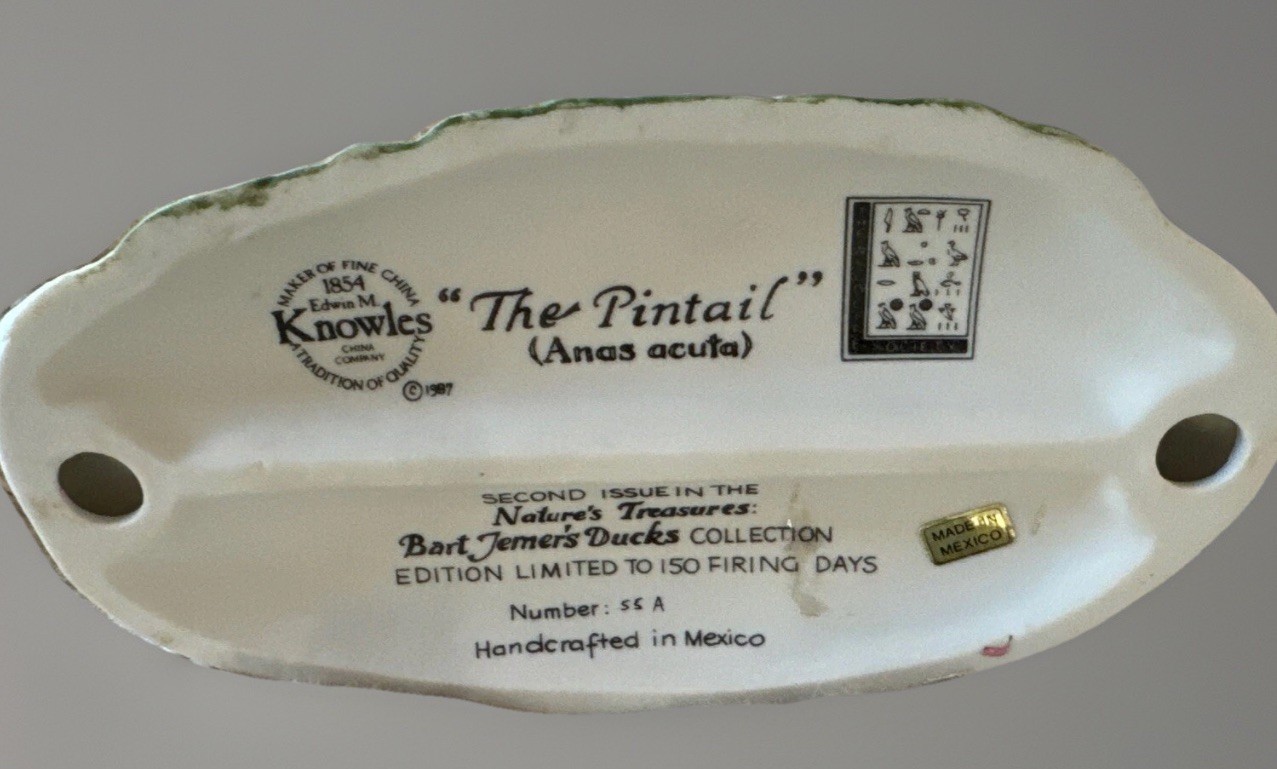 MAKER OF FINE CHINA
1854
Edwin M.
Knowles
CHINA
COMPANY
A TRADITION OF QUALITY
©1987
“The Pintail”
(Anas acuta)
SOCIETY
SECOND ISSUE IN THE
Nature's Treasures:
Bart Jerner's Ducks COLLECTION
EDITION LIMITED TO 150 FIRING DAYS
MADE IN
MEXICO
Number: 55 A
Handcrafted in Mexico